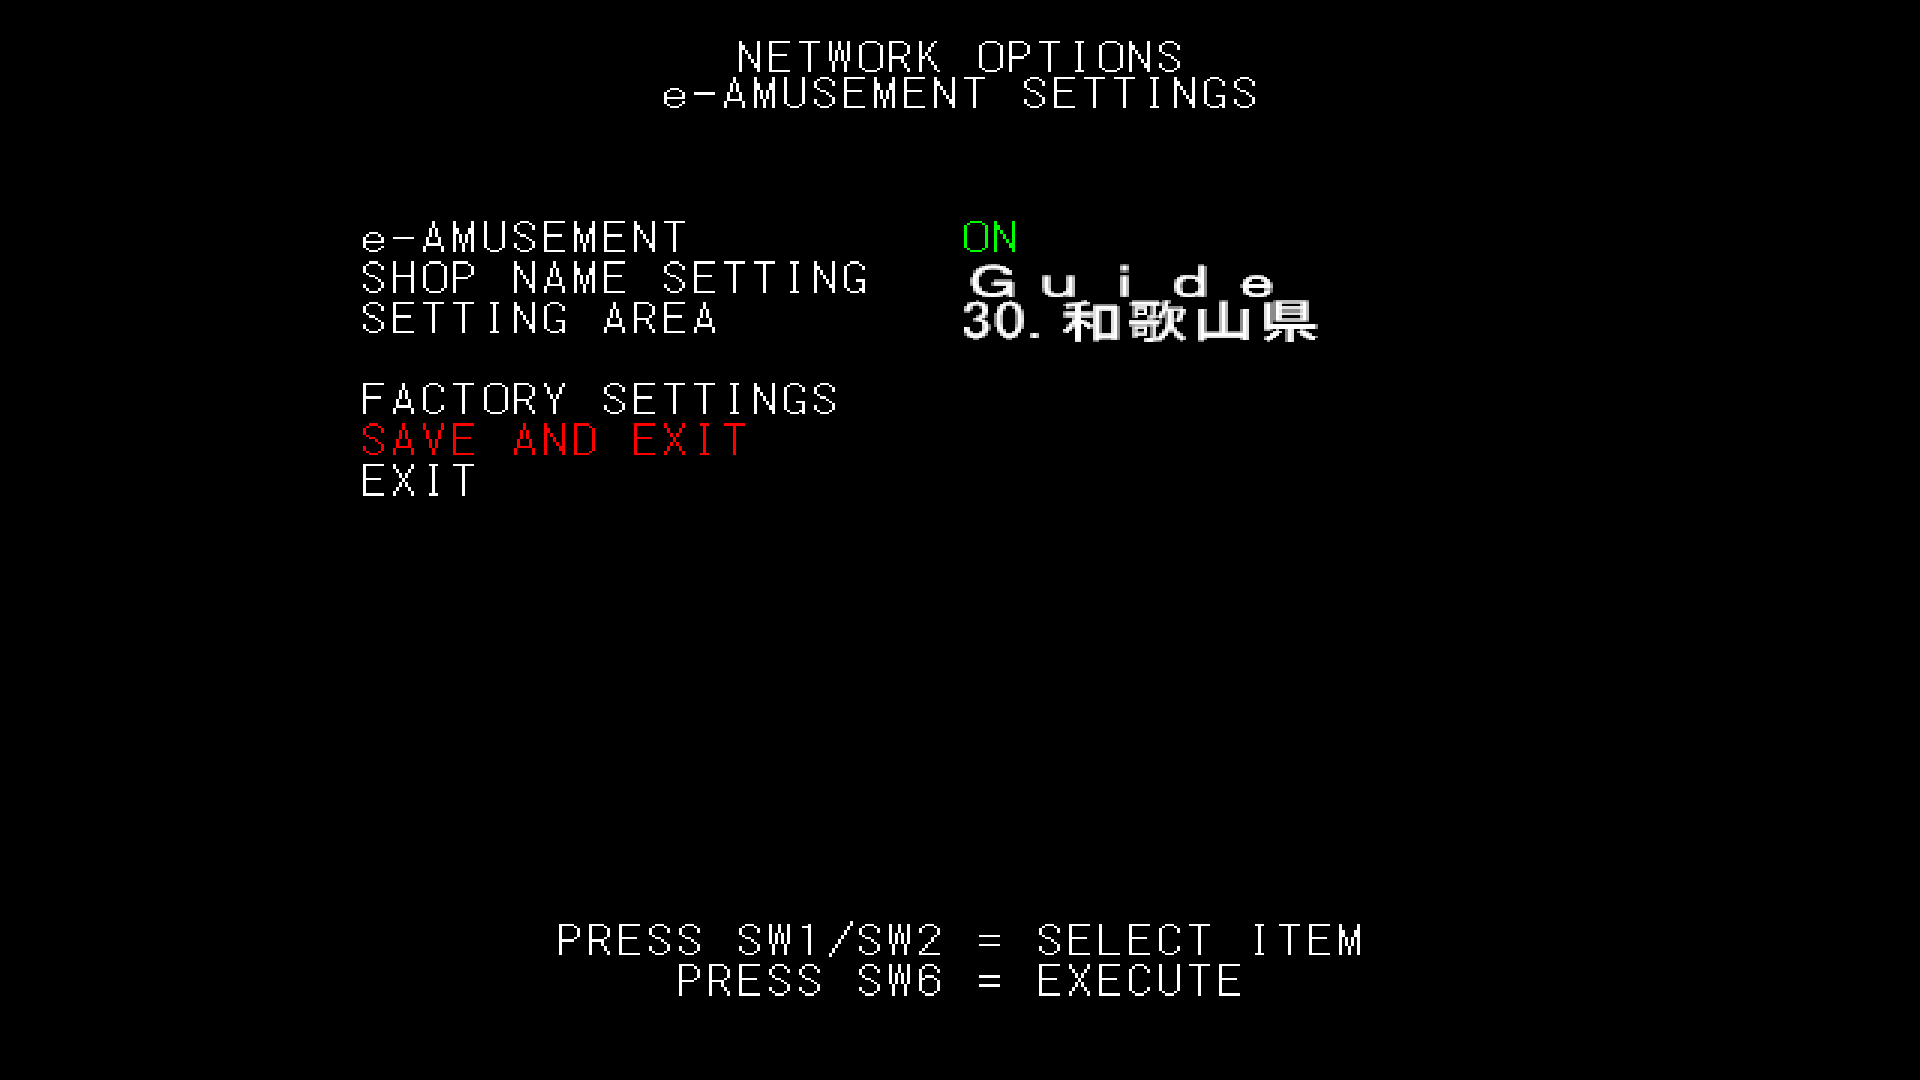 NETWORK OPTIONS
e-AMUSEMENT SETTINGS
e-AMUSEMENT ON
SHOP NAME SETTING Ｇｕｉｄｅ
SETTING AREA 30.和歌山県
FACTORY SETTINGS
SAVE AND EXIT
EXIT
PRESS SW1/SW2 = SELECT ITEM
PRESS SW6 = EXECUTE